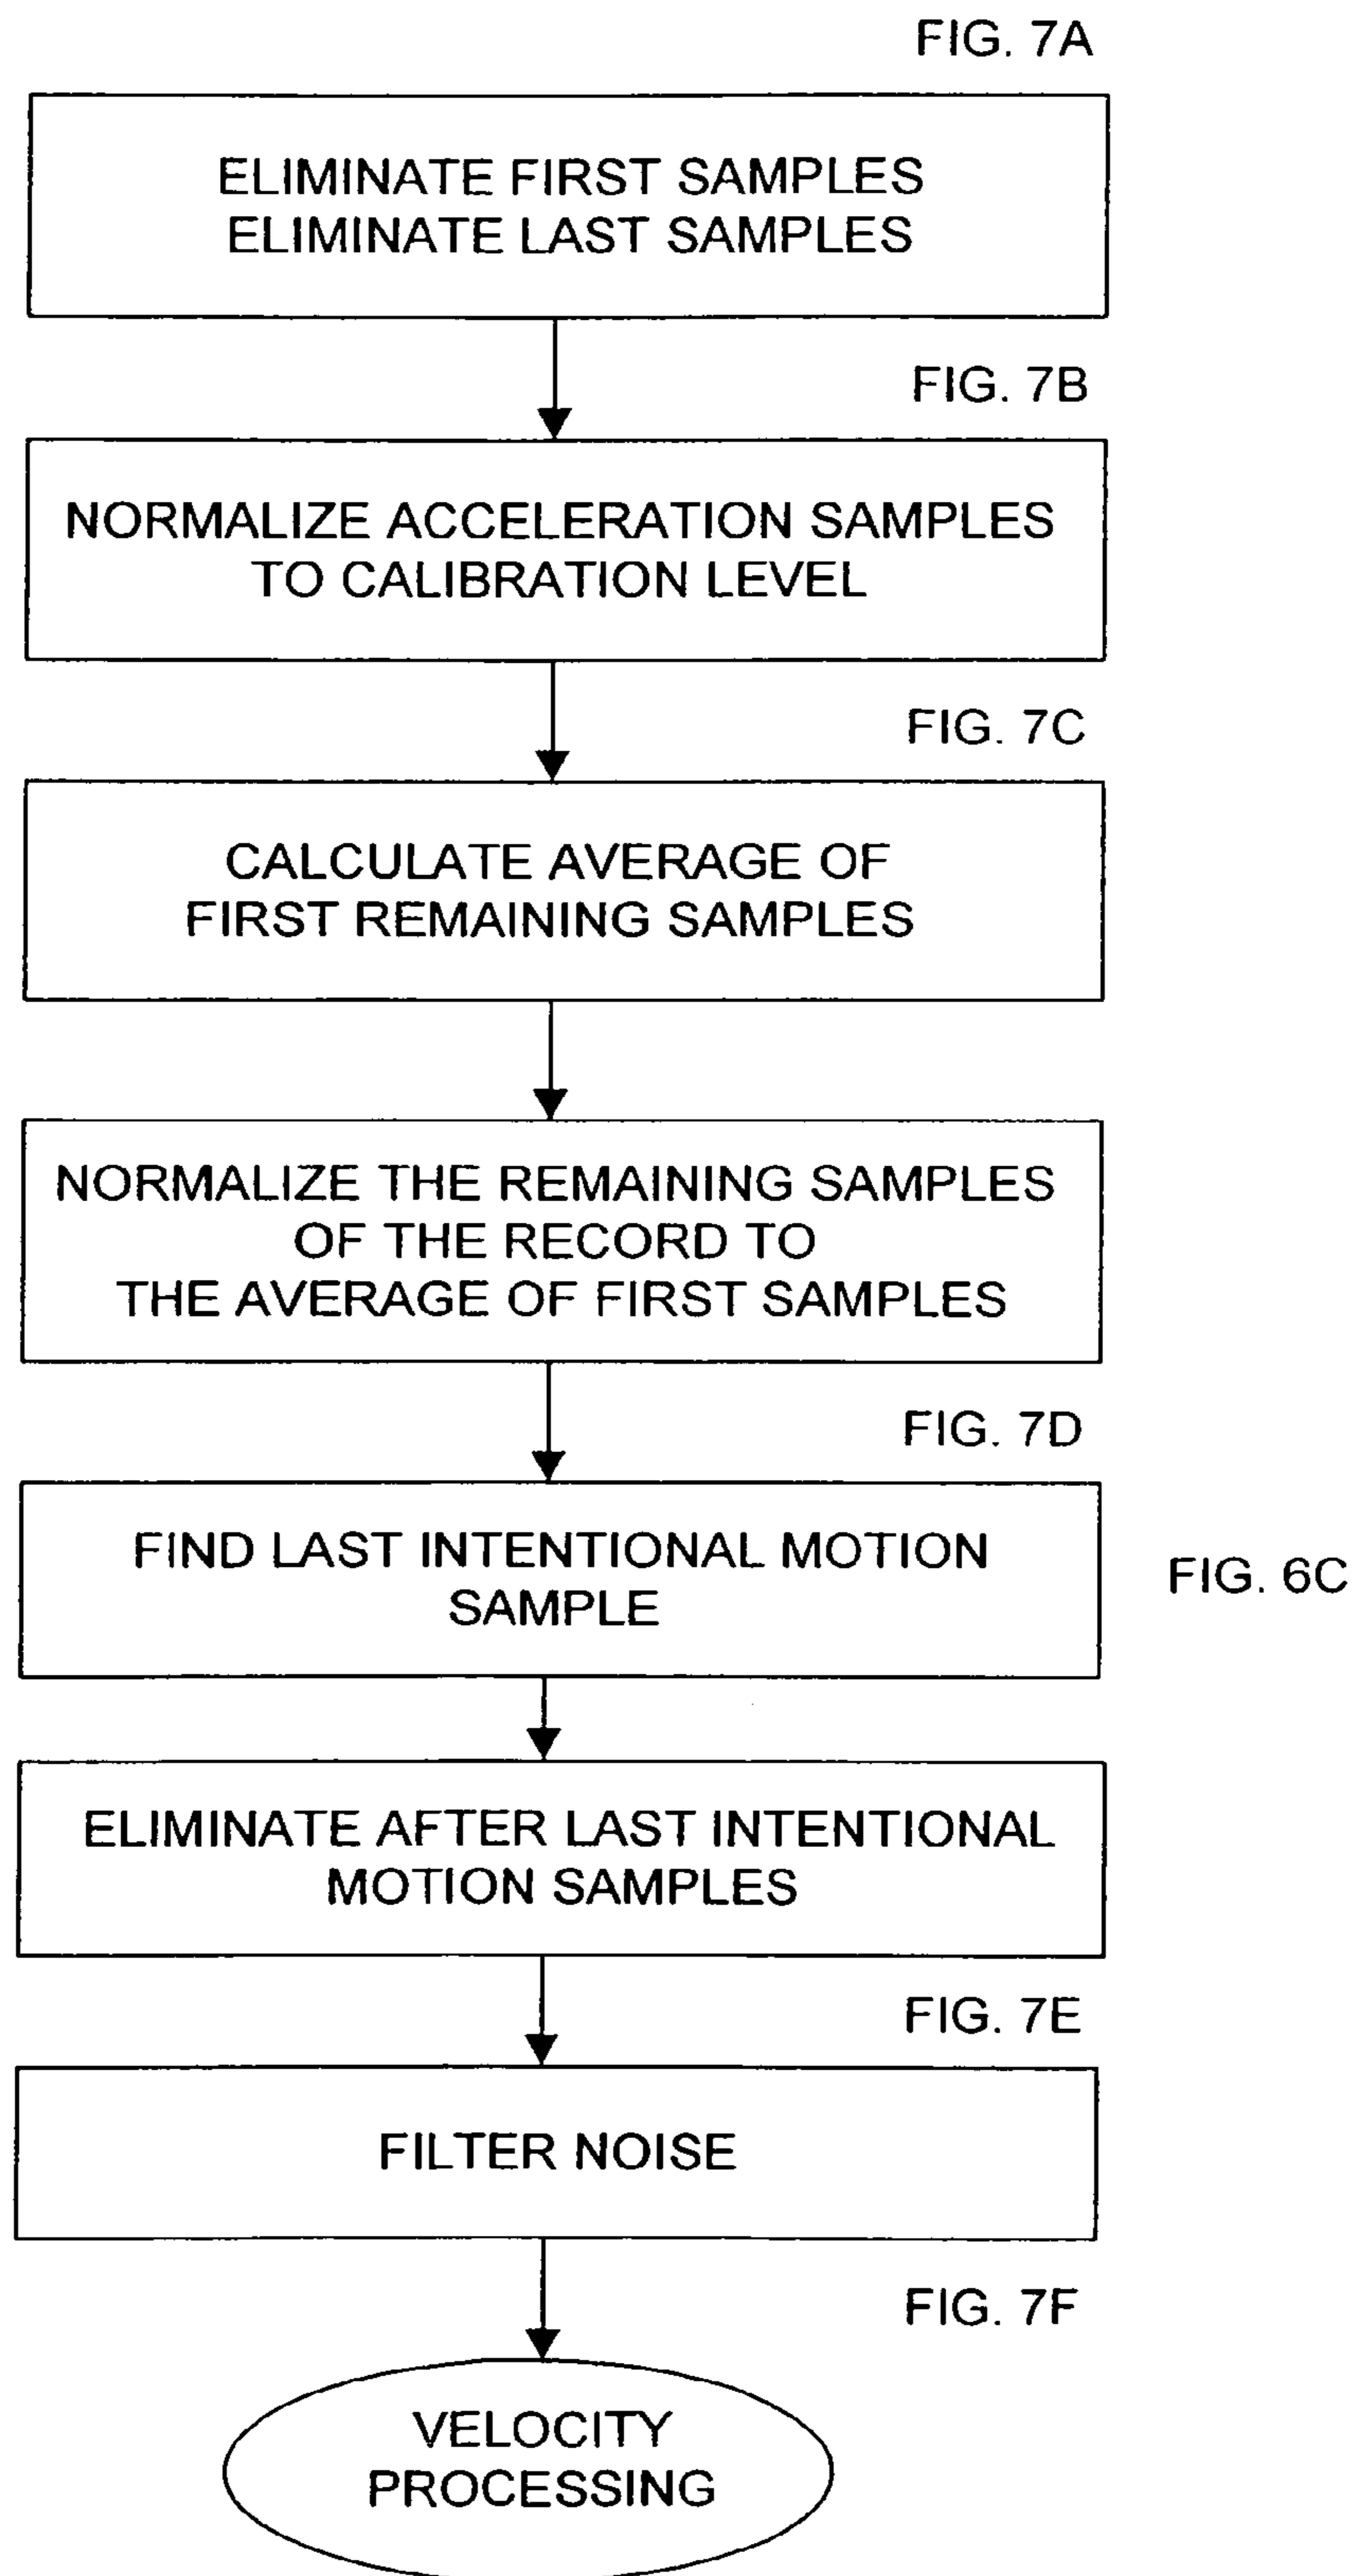 FIG. 7A
ELIMINATE FIRST SAMPLES
ELIMINATE LAST SAMPLES
FIG. 7B
NORMALIZE ACCELERATION SAMPLES
TO CALIBRATION LEVEL
FIG. 7C
CALCULATE AVERAGE OF
FIRST REMAINING SAMPLES
NORMALIZE THE REMAINING SAMPLES
OF THE RECORD TO
THE AVERAGE OF FIRST SAMPLES
FIG. 7D
FIND LAST INTENTIONAL MOTION
SAMPLE
FIG. 6C
ELIMINATE AFTER LAST INTENTIONAL
MOTION SAMPLES
FIG. 7E
FILTER NOISE
FIG. 7F
VELOCITY
PROCESSING